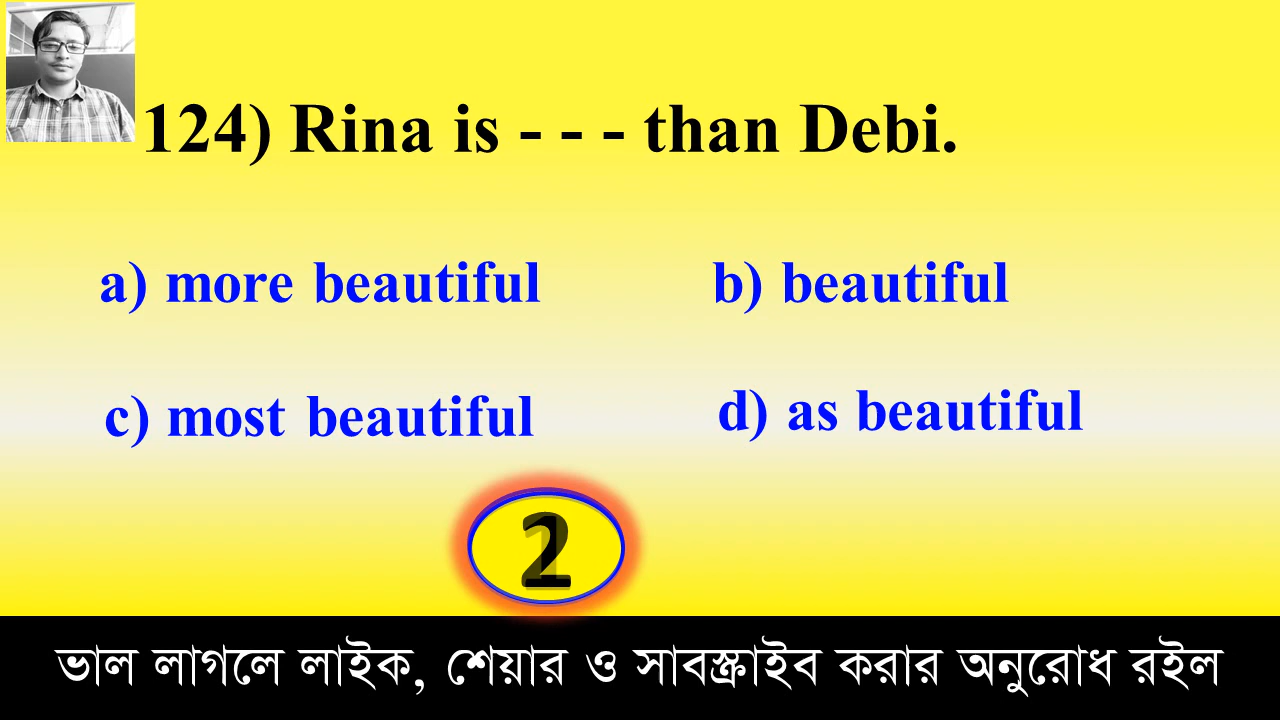 124) Rina is - - - than Debi.
a) more beautiful b) beautiful
c) most beautiful d) as beautiful
2
ভাল লাগলে লাইক, শেয়ার ও সাবস্ক্রাইব করার অনুরোধ রইল